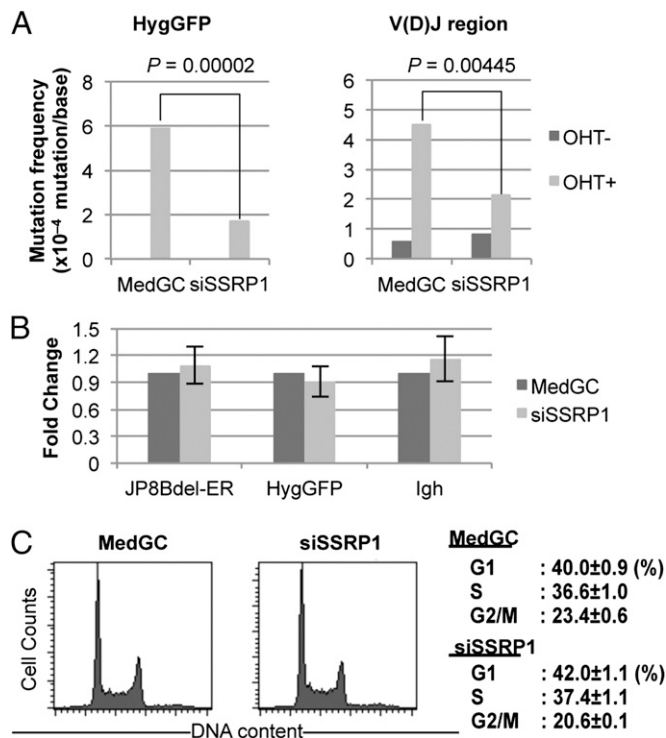 A
HygGFP
V(D)J region
P = 0.00002
P = 0.00445
Mutation frequency
(x10⁻⁴ mutation/base)
8
6
4
2
0
MedGC siSSRP1
6
5
4
3
2
1
0
MedGC siSSRP1
OHT-
OHT+
B
Fold Change
1.5
1.2
0.9
0.6
0.3
0
JP8Bdel-ER
HygGFP
Igh
MedGC
siSSRP1
C
MedGC
siSSRP1
Cell Counts
DNA content
MedGC
G1 : 40.0±0.9 (%)
S : 36.6±1.0
G2/M : 23.4±0.6
siSSRP1
G1 : 42.0±1.1 (%)
S : 37.4±1.1
G2/M : 20.6±0.1